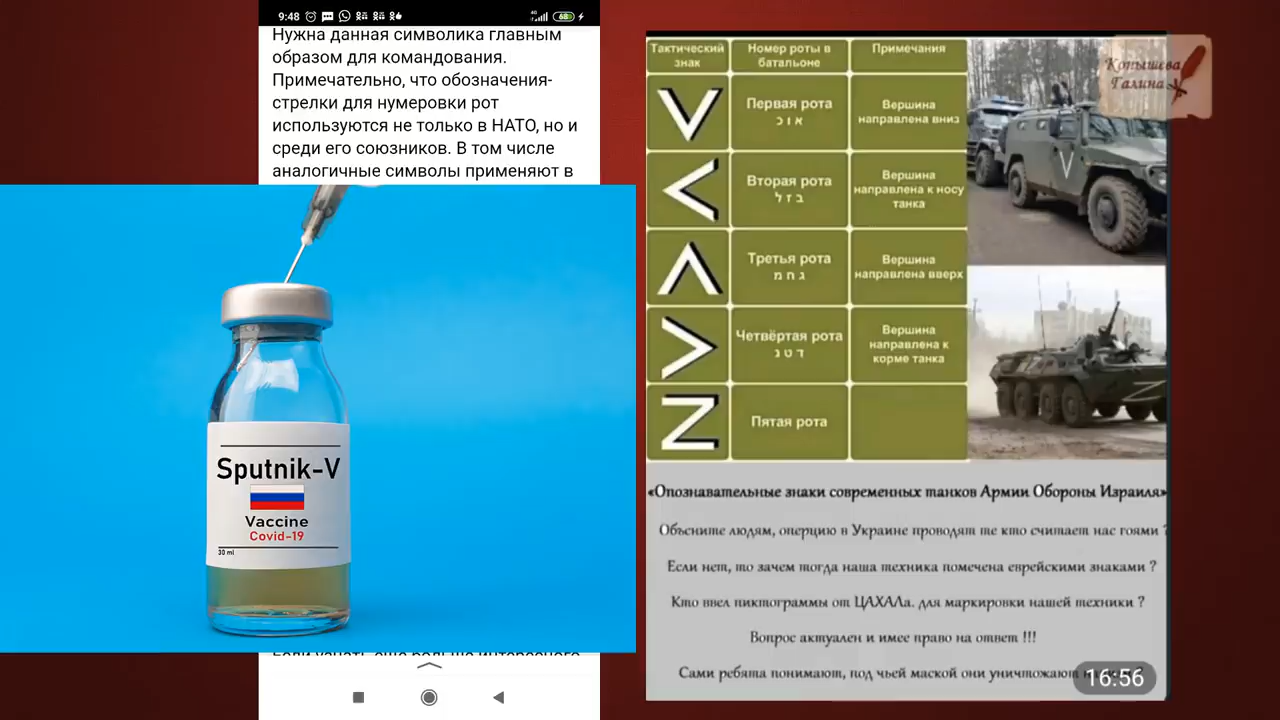 9:48
4G
68
Нужна данная символика главным
образом для командования.
Примечательно, что обозначения-
стрелки для нумеровки рот
используются не только в НАТО, но и
среди его союзников. В том числе
аналогичные символы применяют в
Sputnik-V
Vaccine
Covid-19
30 ml
Тактический
знак
Номер роты в
батальоне
Примечания
V
Первая рота
א ו כ
Вершина
направлена вниз
<
Вторая рота
ב ז ל
Вершина
направлена к носу
танка
Λ
Третья рота
ג ח מ
Вершина
направлена вверх
>
Четвёртая рота
ד ט נ
Вершина
направлена к
корме танка
Z
Пятая рота
Копышева
Галина
V
Z
«Опознавательные знаки современных танков Армии Обороны Израиля»
Объсните людям, оперцию в Украине проводят те кто считает нас гоями ?
Если нет, то зачем тогда наша техника помечена еврейскими знаками ?
Кто ввел пиктограммы от ЦАХАЛа. для маркировки нашей техники ?
Вопрос актуален и имее право на ответ !!!
Сами ребята понимают, под чьей маской они уничтожают
16:56